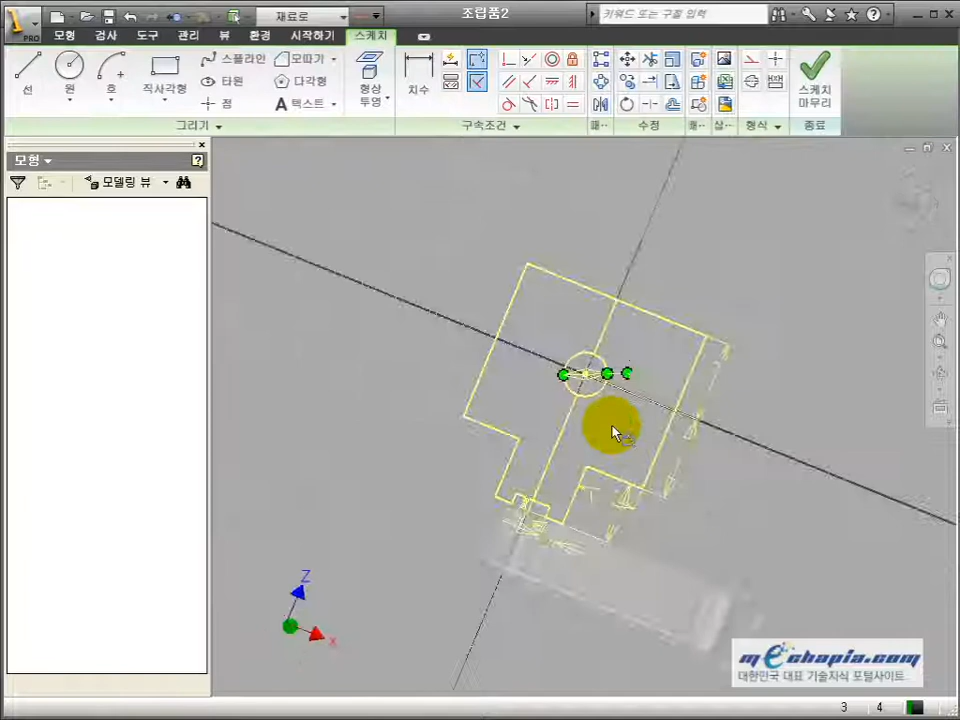 재료로
조립품2
키워드 또는 구절 입력
PRO
모형 검사 도구 관리 뷰 환경 시작하기 스케치
선
원
호
직사각형
스플라인
타원
점
모따기
다각형
A 텍스트
형상
투영
치수
스케치
마무리
그리기
구속조건
패..
수정
형식
종료
모형
모델링 뷰
Z
X
mechapia.com
대한민국 대표 기술지식 포털사이트.
3 4